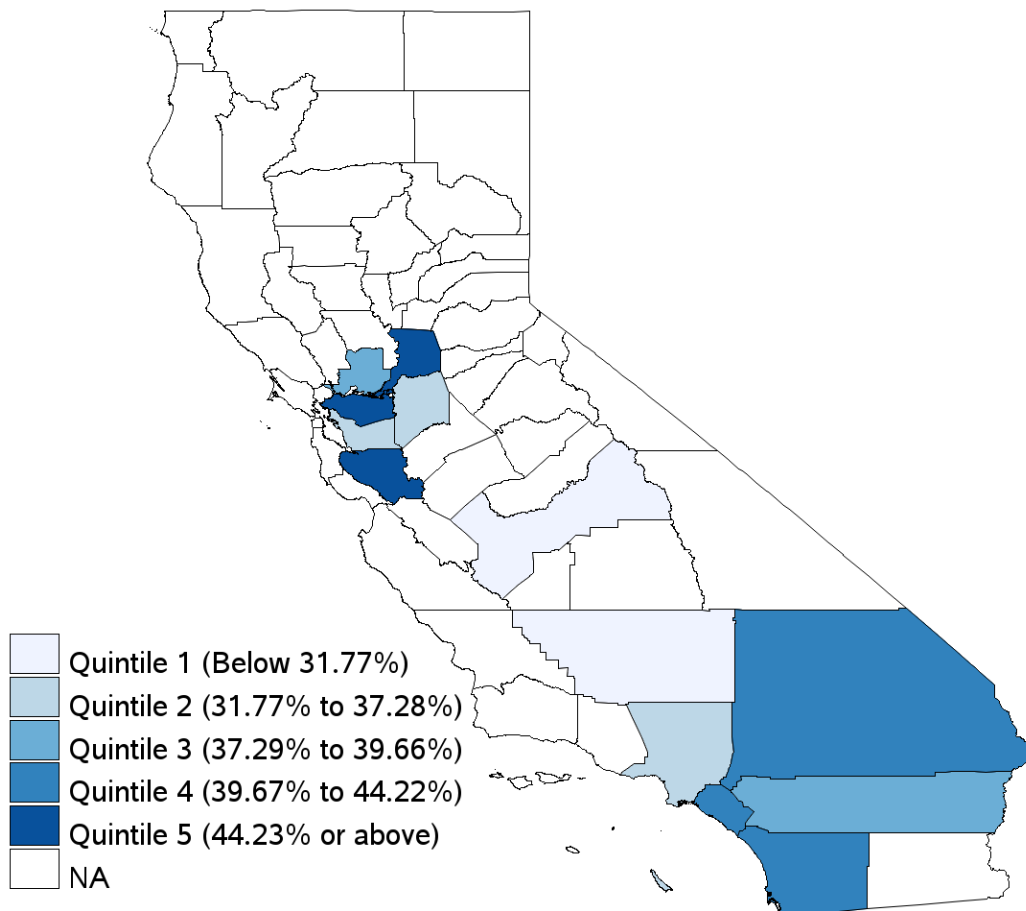 Quintile 1 (Below 31.77%)
Quintile 2 (31.77% to 37.28%)
Quintile 3 (37.29% to 39.66%)
Quintile 4 (39.67% to 44.22%)
Quintile 5 (44.23% or above)
NA